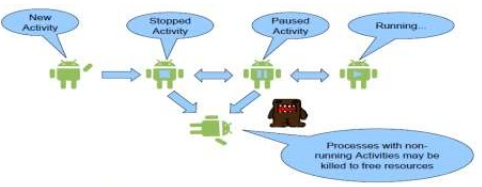 New
Activity
Stopped
Activity
Paused
Activity
Running...
Processes with non-
running Activities may be
killed to free resources